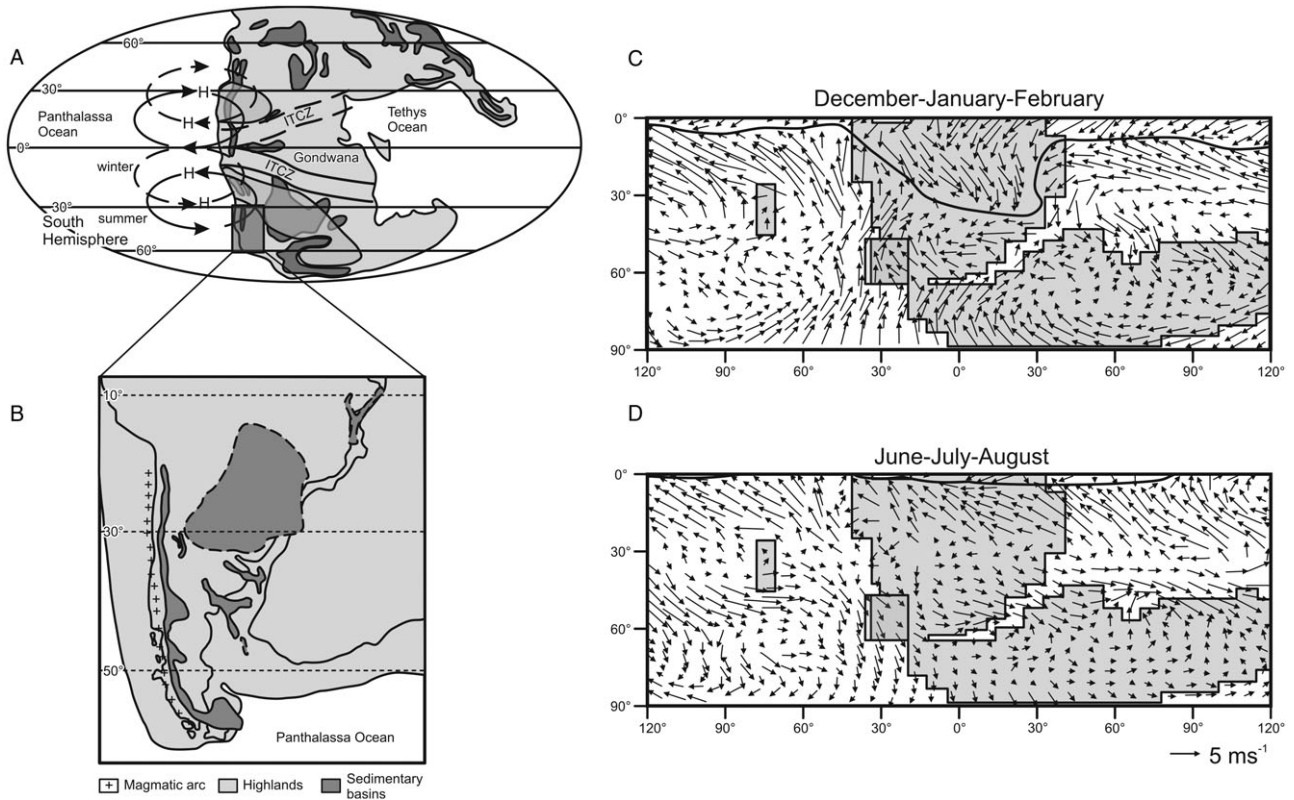 A
60°
30°
H
Panthalassa
Ocean
H
ITCZ
Tethys
Ocean
0°
winter
H
ITCZ
Gondwana
30°
H
South
Hemisphere
summer
60°
B
10°
30°
50°
Panthalassa Ocean
+ Magmatic arc
Highlands
Sedimentary
basins
C
December-January-February
0°
30°
60°
90°
120° 90° 60° 30° 0° 30° 60° 90° 120°
D
June-July-August
0°
30°
60°
90°
120° 90° 60° 30° 0° 30° 60° 90° 120°
5 ms-1